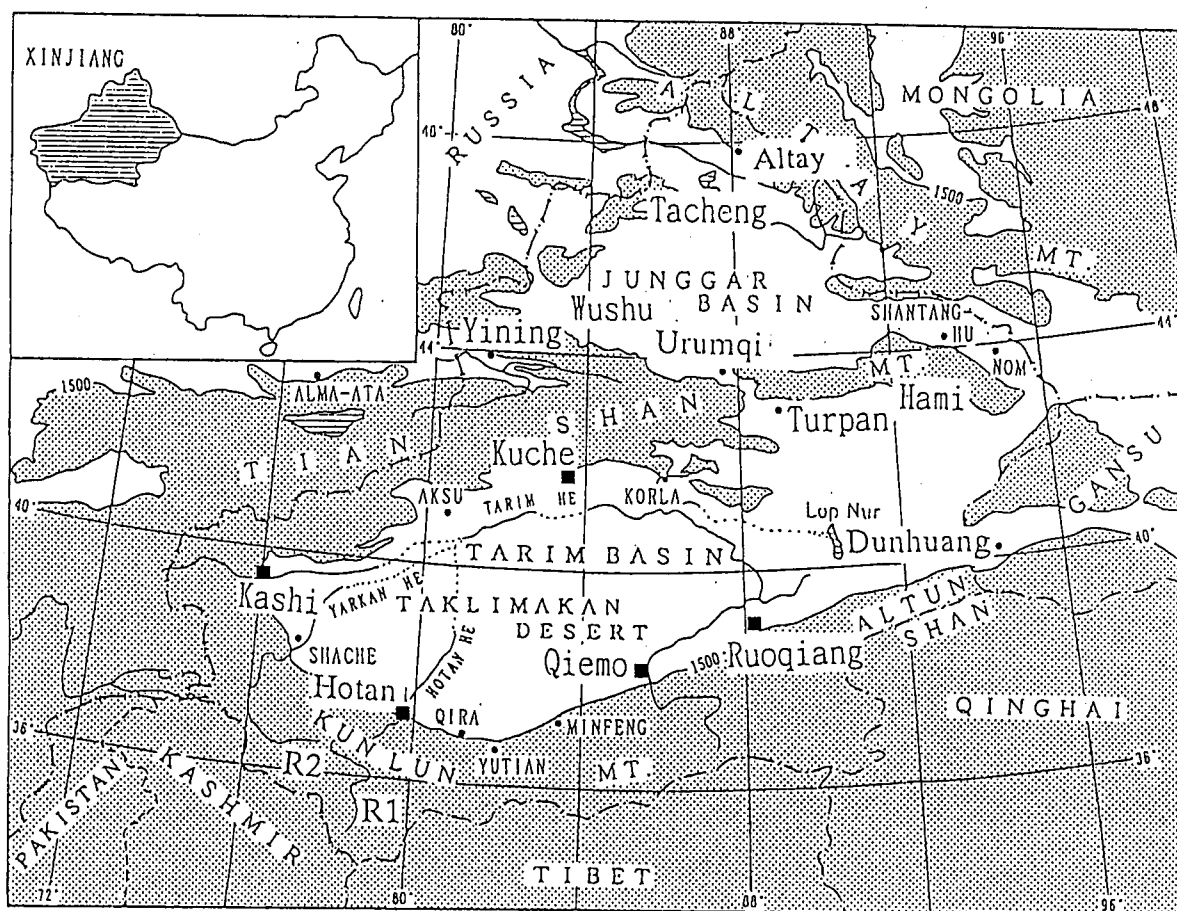 80°
88°
96°
XINJIANG
RUSSIA
ALTAY MT.
MONGOLIA
48°
40°
Altay
1500
Tacheng
JUNGGAR
BASIN
Wushu
SHANTANG
HU
44°
Yining
44
Urumqi
MT.
NOM
1500
ALMA-ATA
Hami
TIAN SHAN
Turpan
Kuche
GANSU
AKSU
TARIM HE
KORLA
40°
Lop Nur
Dunhuang
40°
TARIM BASIN
Kashi
YARKAN HE
TAKLIMAKAN
DESERT
ALTUN
SHAN
SHACHE
HOTAN HE
Qiemo
1500
Ruoqiang
Hotan
QIRA
MINFENG
QINGHAI
36°
KUNLUN MT.
YUTIAN
36°
R2
R1
PAKISTAN
KASHMIR
TIBET
72°
80°
88°
96°